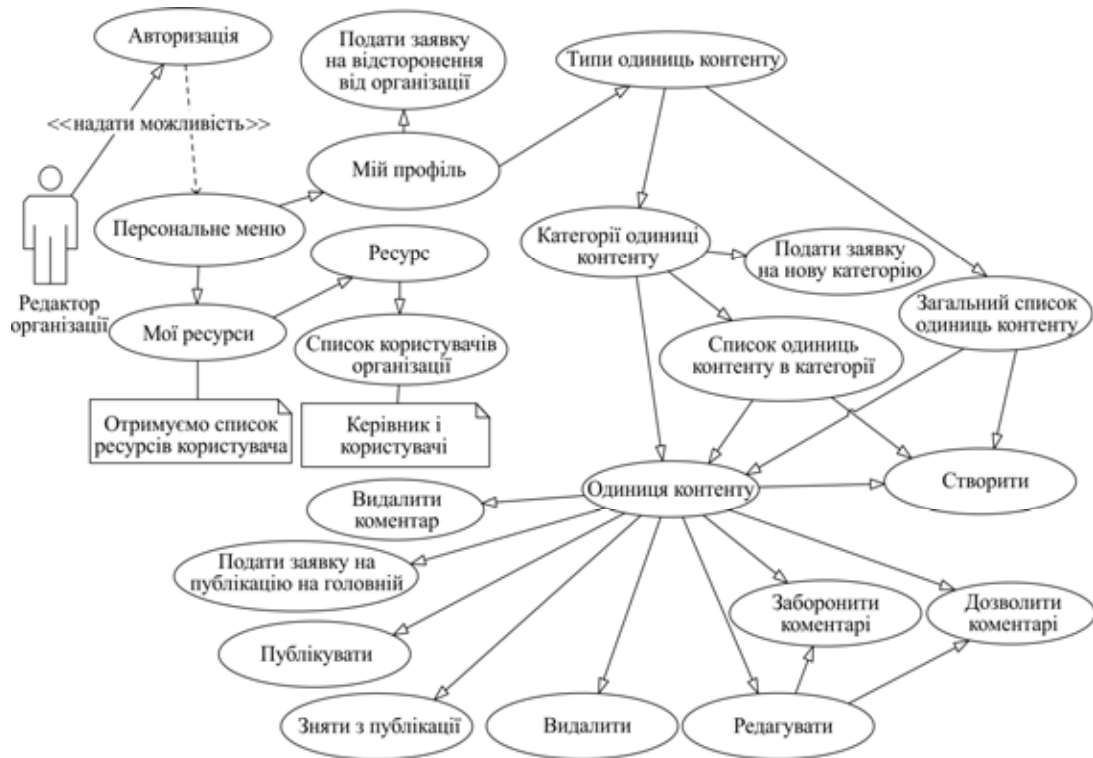 Авторизація
Подати заявку
на відсторонення
від організації
Типи одиниць контенту
<<надати можливість>>
Мій профіль
Персональне меню
Категорії одиниці
контенту
Подати заявку
на нову категорію
Ресурс
Редактор
організації
Мої ресурси
Список користувачів
організації
Загальний список
одиниць контенту
Список одиниць
контенту в категорії
Отримуємо список
ресурсів користувача
Керівник і
користувачі
Одиниця контенту
Створити
Видалити
коментар
Подати заявку на
публікацію на головній
Заборонити
коментарі
Дозволити
коментарі
Публікувати
Зняти з публікації
Видалити
Редагувати